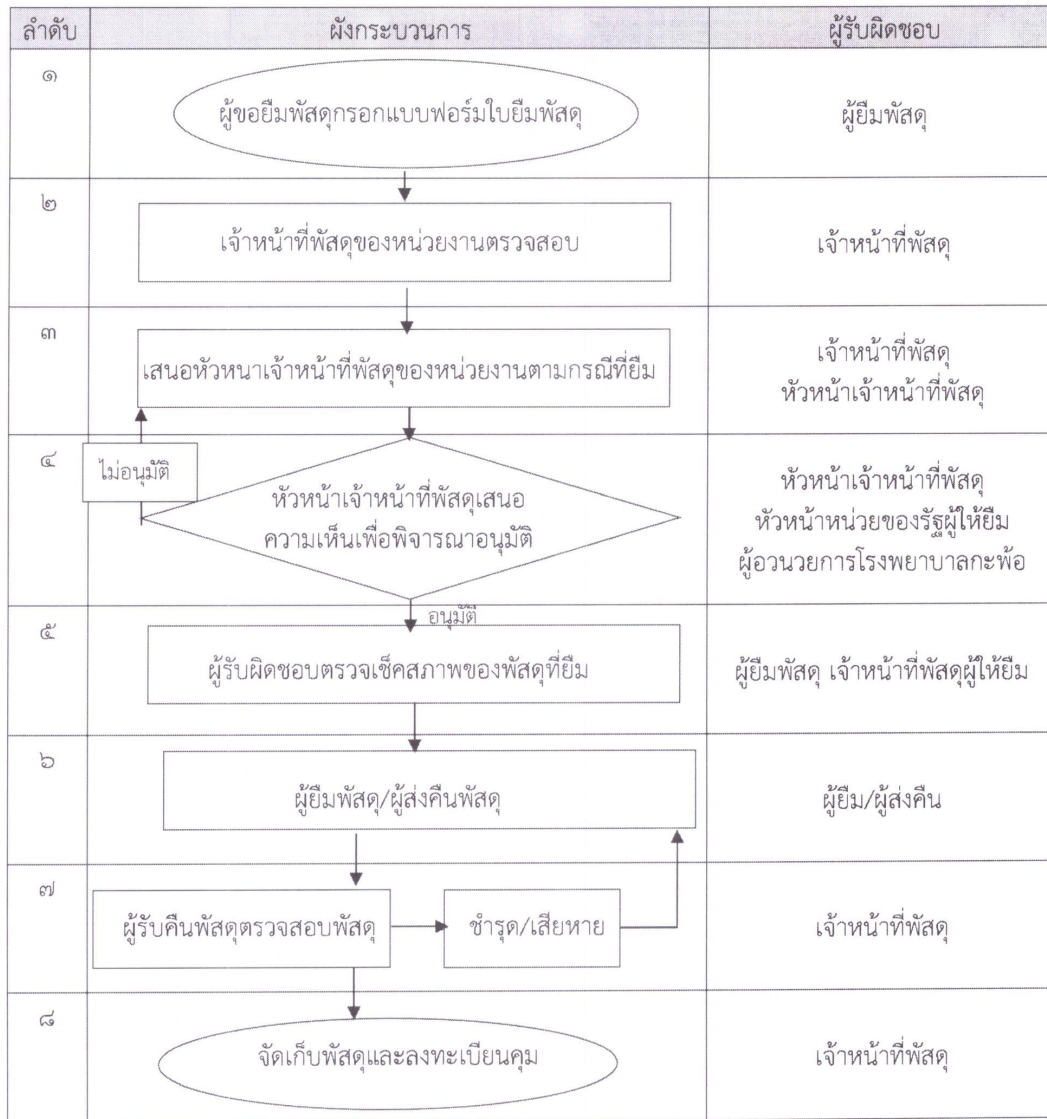 ลำดับ ผังกระบวนการ ผู้รับผิดชอบ
๑ ผู้ขอยืมพัสดุกรอกแบบฟอร์มใบยืมพัสดุ ผู้ยืมพัสดุ
๒ เจ้าหน้าที่พัสดุของหน่วยงานตรวจสอบ เจ้าหน้าที่พัสดุ
๓ เสนอหัวหนาเจ้าหน้าที่พัสดุของหน่วยงานตามกรณีที่ยืม
เจ้าหน้าที่พัสดุ
หัวหน้าเจ้าหน้าที่พัสดุ
๔ ไม่อนุมัติ
หัวหน้าเจ้าหน้าที่พัสดุเสนอ
ความเห็นเพื่อพิจารณาอนุมัติ
หัวหน้าเจ้าหน้าที่พัสดุ
หัวหน้าหน่วยของรัฐผู้ให้ยืม
ผู้อวนวยการโรงพยาบาลกะพ้อ
อนุมัติ
๕ ผู้รับผิดชอบตรวจเช็คสภาพของพัสดุที่ยืม ผู้ยืมพัสดุ เจ้าหน้าที่พัสดุผู้ให้ยืม
๖ ผู้ยืมพัสดุ/ผู้ส่งคืนพัสดุ ผู้ยืม/ผู้ส่งคืน
๗ ผู้รับคืนพัสดุตรวจสอบพัสดุ ชำรุด/เสียหาย เจ้าหน้าที่พัสดุ
๘ จัดเก็บพัสดุและลงทะเบียนคุม เจ้าหน้าที่พัสดุ